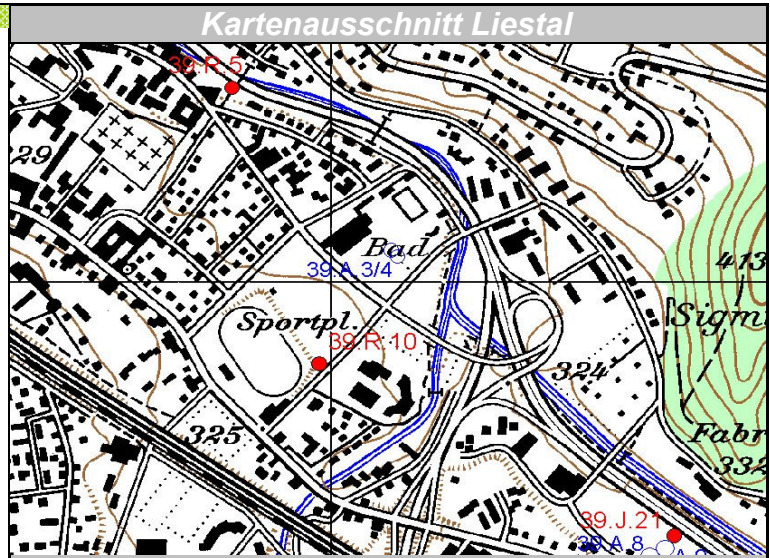 Kartenausschnitt Liestal
39.R.5
29
Bad
39.A.3/4
413
Sportpl.
Sigm
39.R.10
324
325
Fabr
332
39.J.21
39.A.8